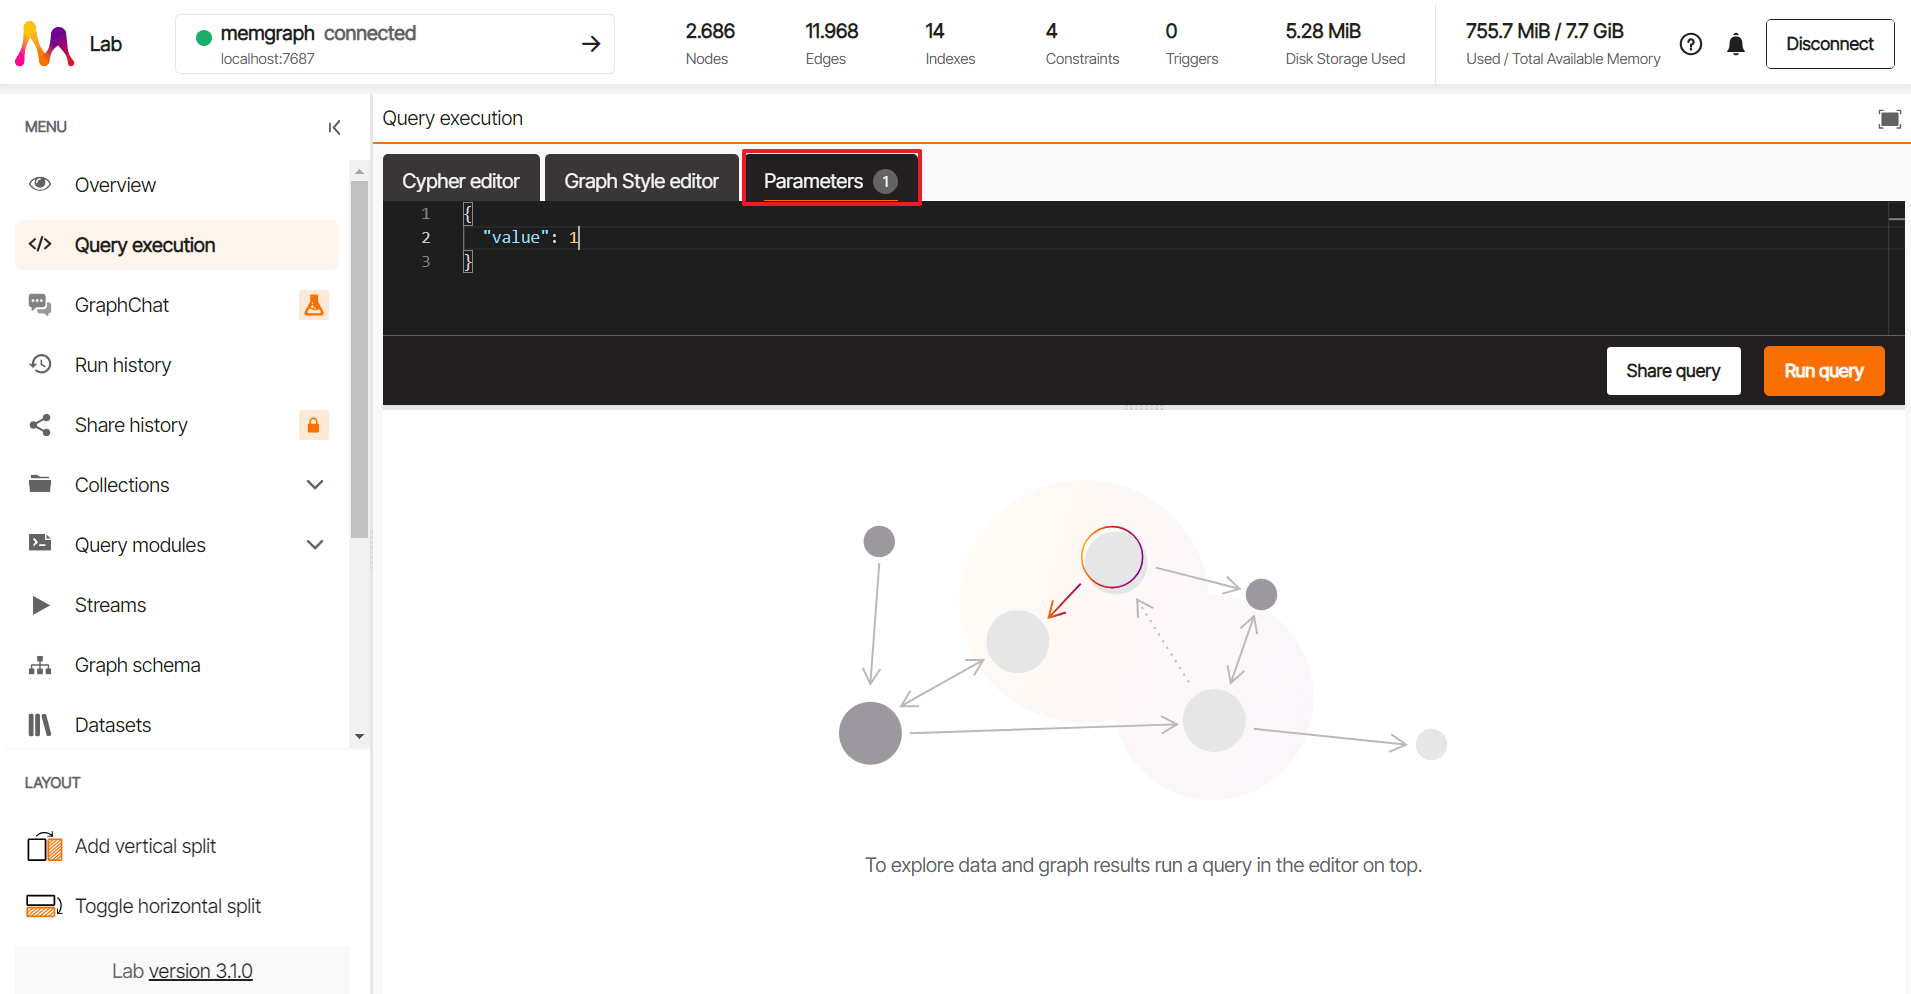 Lab
memgraph connected
localhost:7687
2.686
Nodes
11.968
Edges
14
Indexes
4
Constraints
0
Triggers
5.28 MiB
Disk Storage Used
755.7 MiB / 7.7 GiB
Used / Total Available Memory
Disconnect
MENU
Overview
Query execution
GraphChat
Run history
Share history
Collections
Query modules
Streams
Graph schema
Datasets
LAYOUT
Add vertical split
Toggle horizontal split
Lab version 3.1.0
Query execution
Cypher editor
Graph Style editor
Parameters 1
1 {
2 "value": 1
3 }
Share query
Run query
To explore data and graph results run a query in the editor on top.